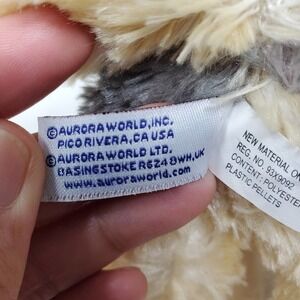 © AURORA WORLD, INC.
PICO RIVERA, CA USA
© AURORA WORLD LTD.
BASINGSTOKE RG24 8WH, UK
www.auroraworld.com
NEW MATERIAL
REG. NO. 93X9092
CONTENT: POLYESTER
PLASTIC PELLETS